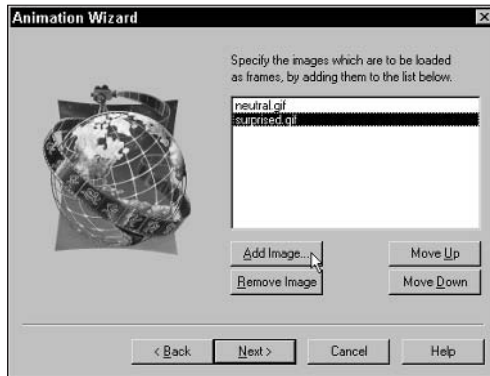 Animation Wizard
Specify the images which are to be loaded
as frames, by adding them to the list below.
neutral.gif
surprised.gif
Add Image...
Move Up
Remove Image
Move Down
< Back
Next >
Cancel
Help